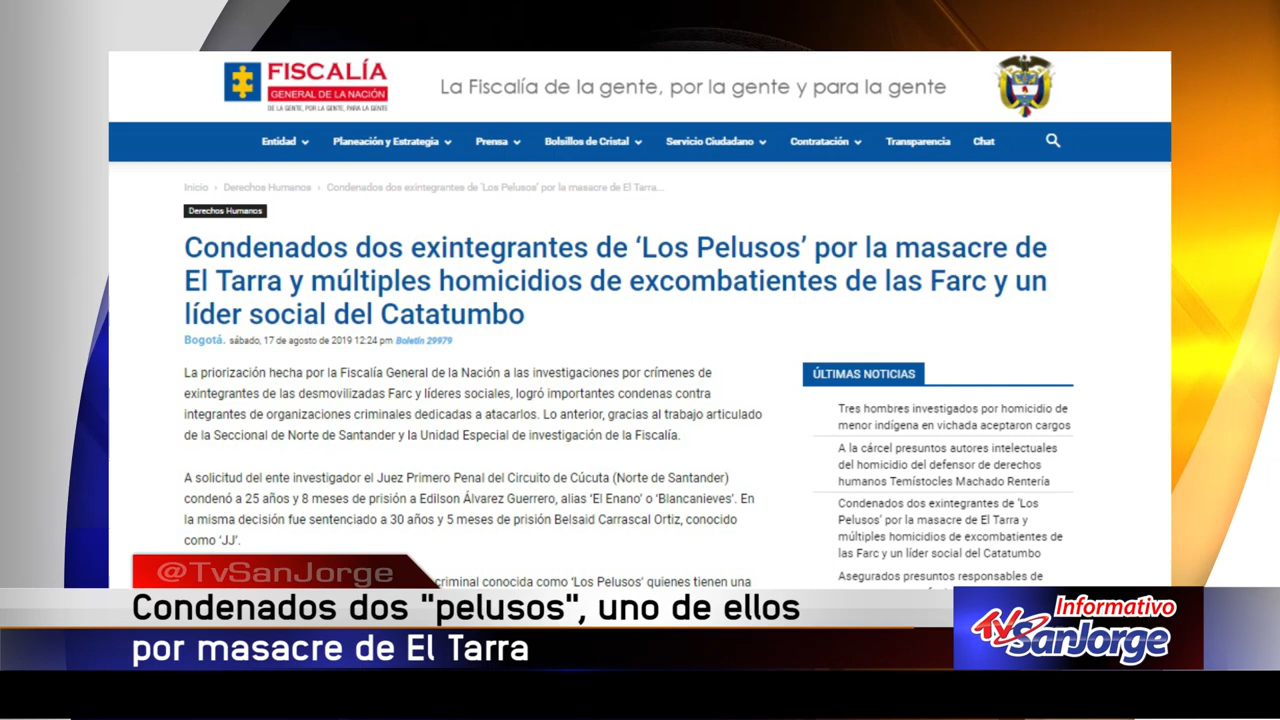 FISCALÍA
GENERAL DE LA NACIÓN
DE LA GENTE, POR LA GENTE, PARA LA GENTE
La Fiscalía de la gente, por la gente y para la gente
Entidad Planeación y Estrategia Prensa Bolsillos de Cristal Servicio Ciudadano Contratación Transparencia Chat
Inicio › Derechos Humanos › Condenados dos exintegrantes de 'Los Pelusos' por la masacre de El Tarra...
Derechos Humanos
Condenados dos exintegrantes de ‘Los Pelusos’ por la masacre de
El Tarra y múltiples homicidios de excombatientes de las Farc y un
líder social del Catatumbo
Bogotá. sábado, 17 de agosto de 2019 12:24 pm Boletín 29979
La priorización hecha por la Fiscalía General de la Nación a las investigaciones por crímenes de
exintegrantes de las desmovilizadas Farc y líderes sociales, logró importantes condenas contra
integrantes de organizaciones criminales dedicadas a atacarlos. Lo anterior, gracias al trabajo articulado
de la Seccional de Norte de Santander y la Unidad Especial de investigación de la Fiscalía.
A solicitud del ente investigador el Juez Primero Penal del Circuito de Cúcuta (Norte de Santander)
condenó a 25 años y 8 meses de prisión a Edilson Álvarez Guerrero, alias ‘El Enano’ o ‘Blancanieves’. En
la misma decisión fue sentenciado a 30 años y 5 meses de prisión Belsaid Carrascal Ortiz, conocido
como ‘JJ’.
criminal conocida como ‘Los Pelusos’ quienes tienen una
ÚLTIMAS NOTICIAS
Tres hombres investigados por homicidio de
menor indígena en vichada aceptaron cargos
A la cárcel presuntos autores intelectuales
del homicidio del defensor de derechos
humanos Temístocles Machado Rentería
Condenados dos exintegrantes de ‘Los
Pelusos’ por la masacre de El Tarra y
múltiples homicidios de excombatientes de
las Farc y un líder social del Catatumbo
Asegurados presuntos responsables de
@TvSanJorge
Condenados dos "pelusos", uno de ellos
por masacre de El Tarra
Informativo
TV SanJorge